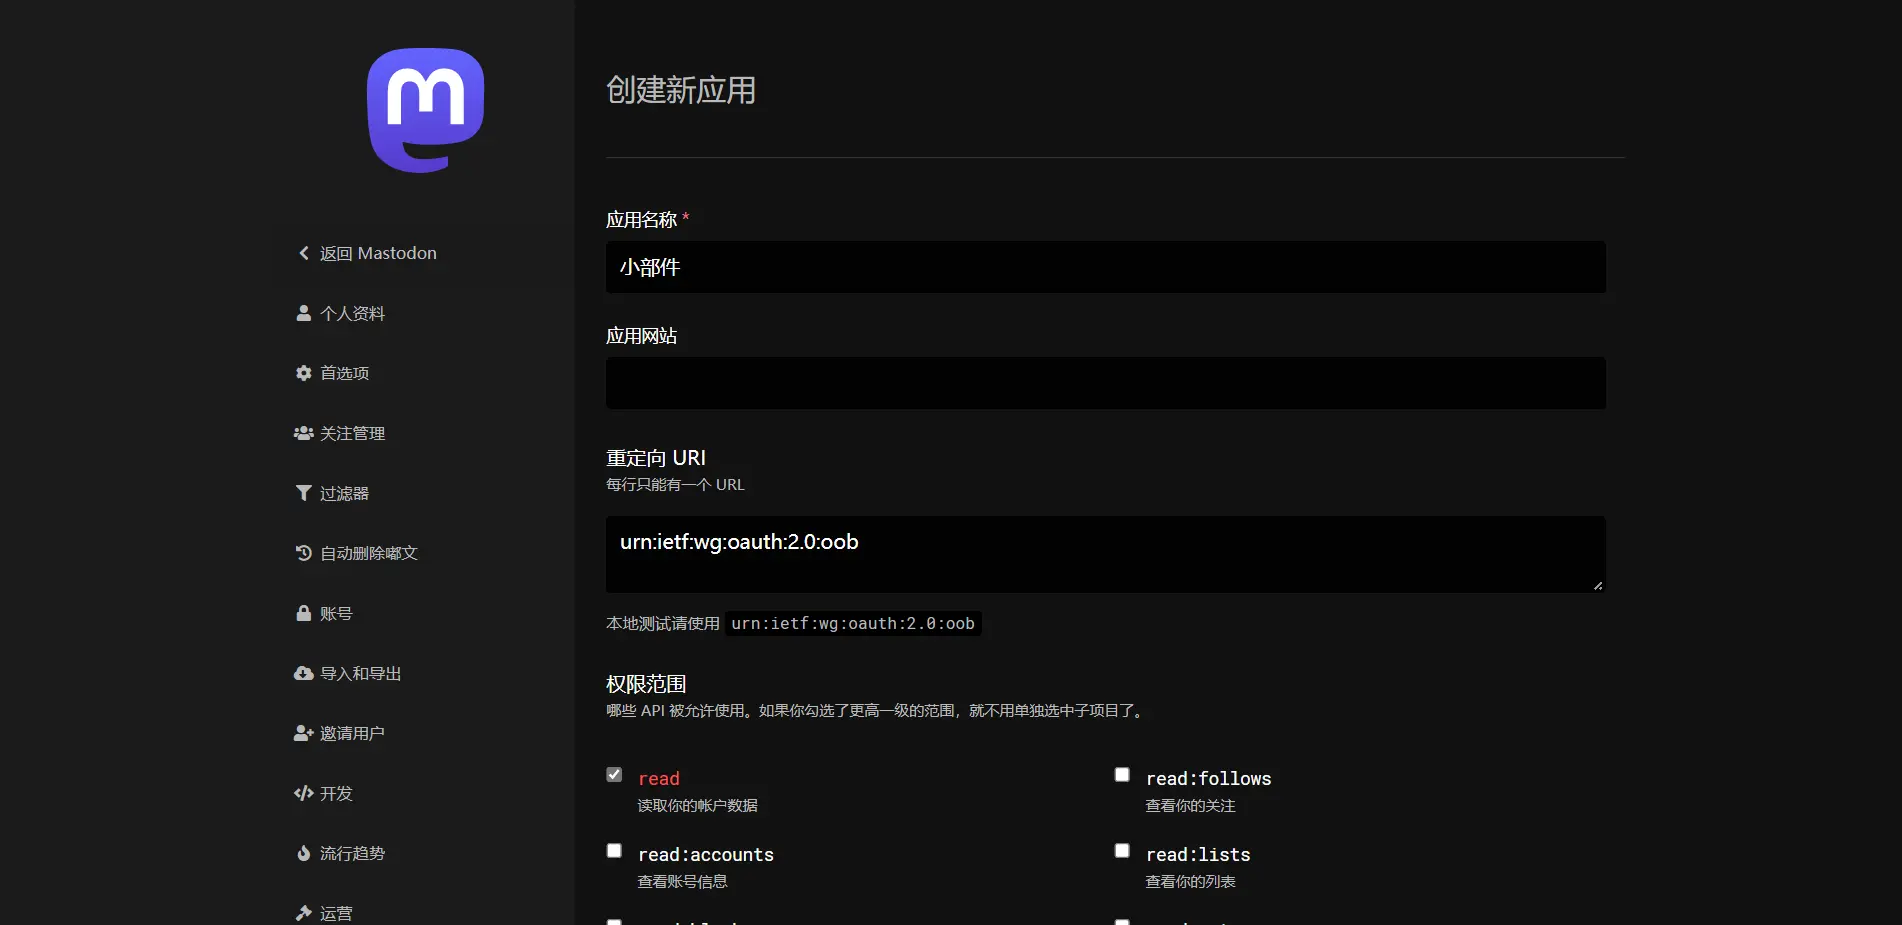 创建新应用
返回 Mastodon
个人资料
首选项
关注管理
过滤器
自动删除嘟文
账号
导入和导出
邀请用户
开发
流行趋势
运营
应用名称 *
小部件
应用网站
重定向 URI
每行只能有一个 URL
urn:ietf:wg:oauth:2.0:oob
本地测试请使用 urn:ietf:wg:oauth:2.0:oob
权限范围
哪些 API 被允许使用。如果你勾选了更高一级的范围，就不用单独选中子项目了。
read
读取你的帐户数据
read:follows
查看你的关注
read:accounts
查看账号信息
read:lists
查看你的列表